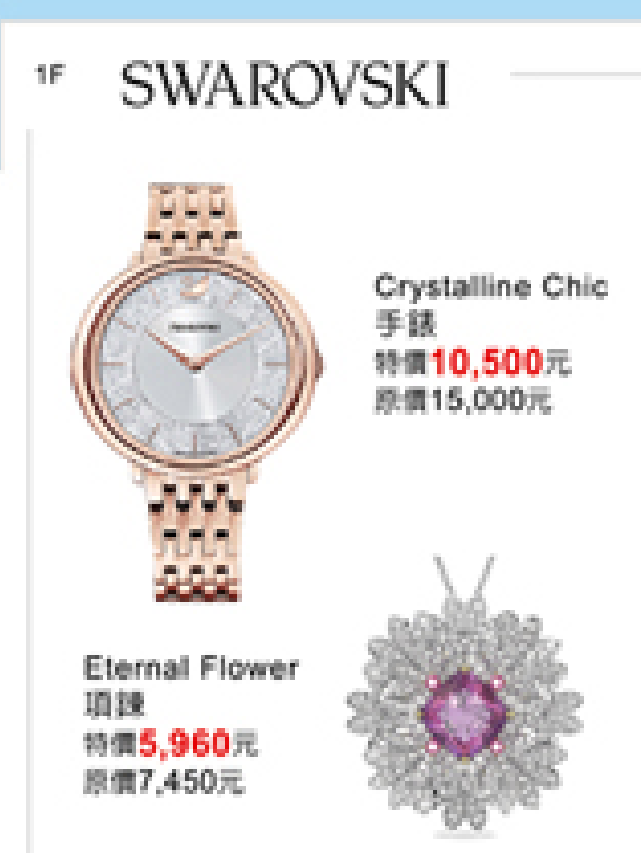 1F SWAROVSKI
SWAROVSKI
Crystalline Chic
手錶
特價10,500元
原價15,000元
Eternal Flower
項鍊
特價5,960元
原價7,450元